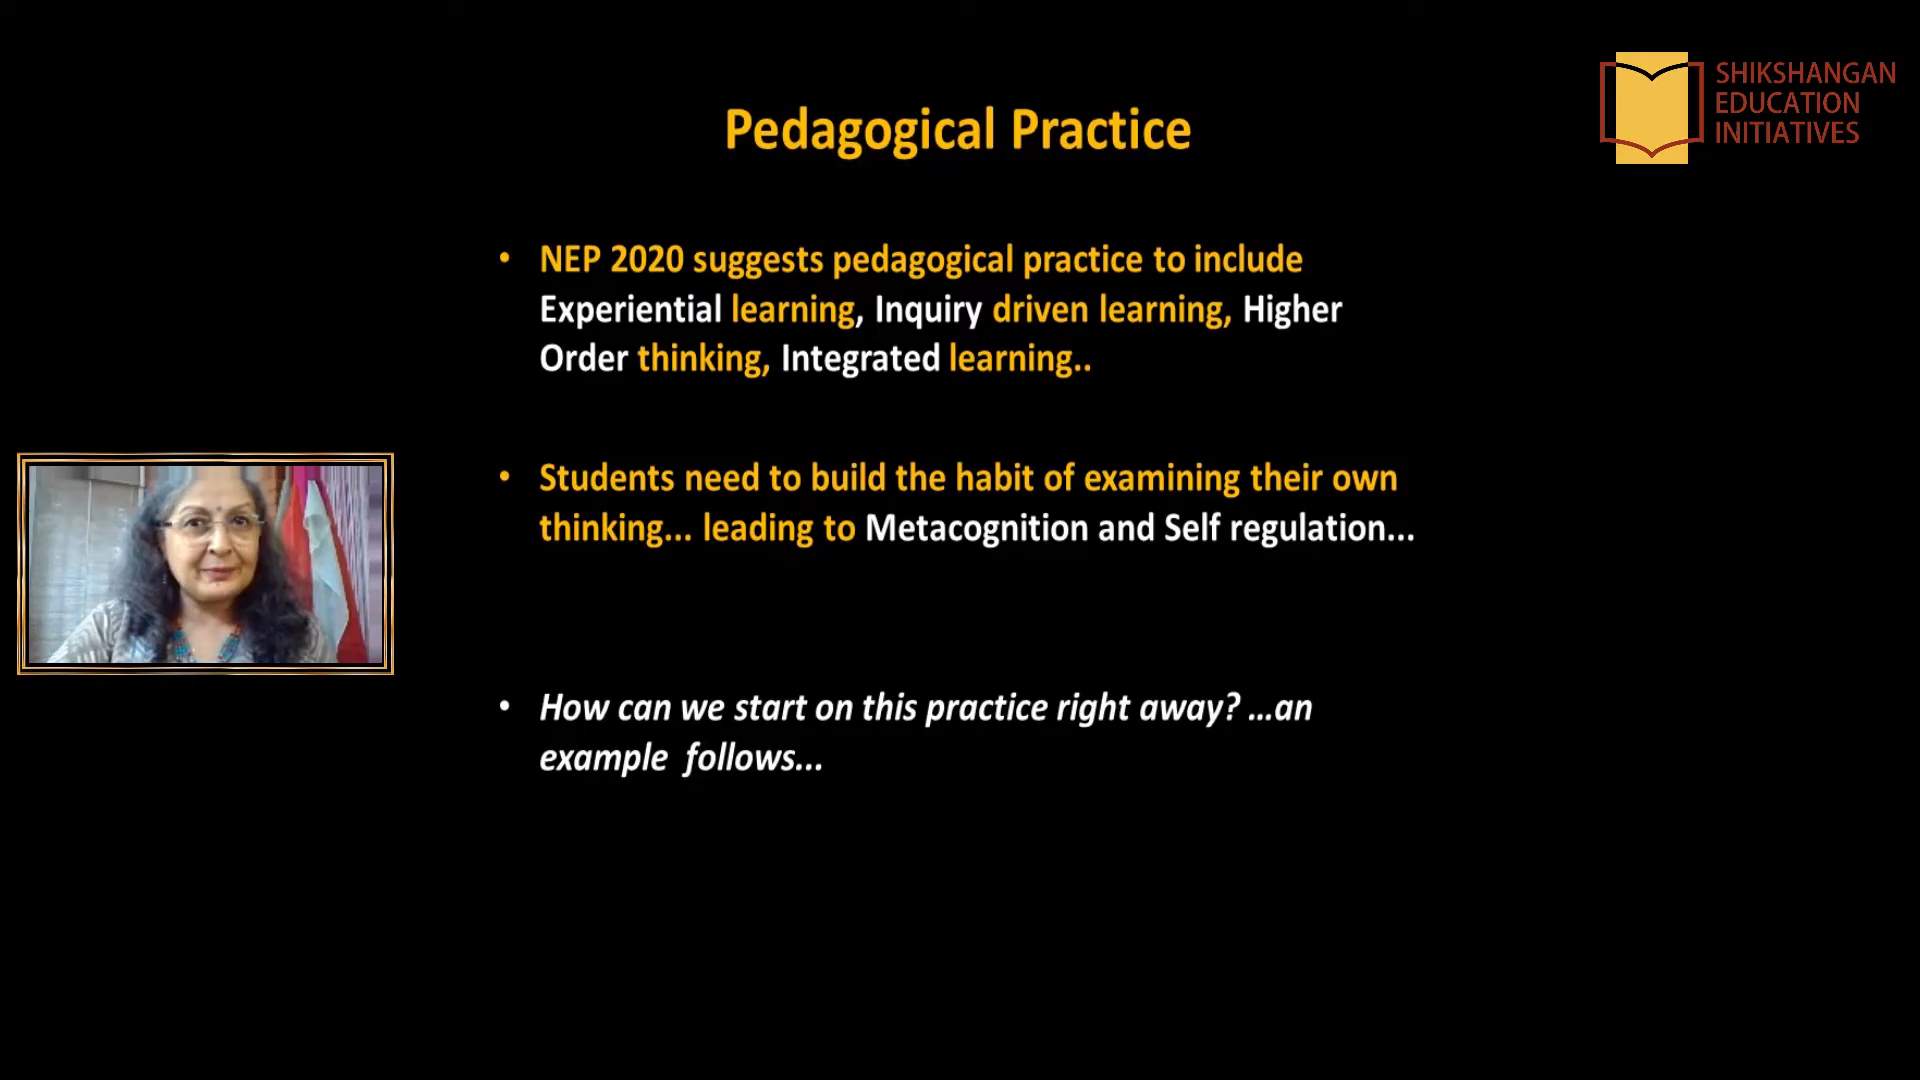 SHIKSHANGAN
EDUCATION
INITIATIVES
Pedagogical Practice
• NEP 2020 suggests pedagogical practice to include
Experiential learning, Inquiry driven learning, Higher
Order thinking, Integrated learning..
• Students need to build the habit of examining their own
thinking... leading to Metacognition and Self regulation...
• How can we start on this practice right away? ...an
example  follows...